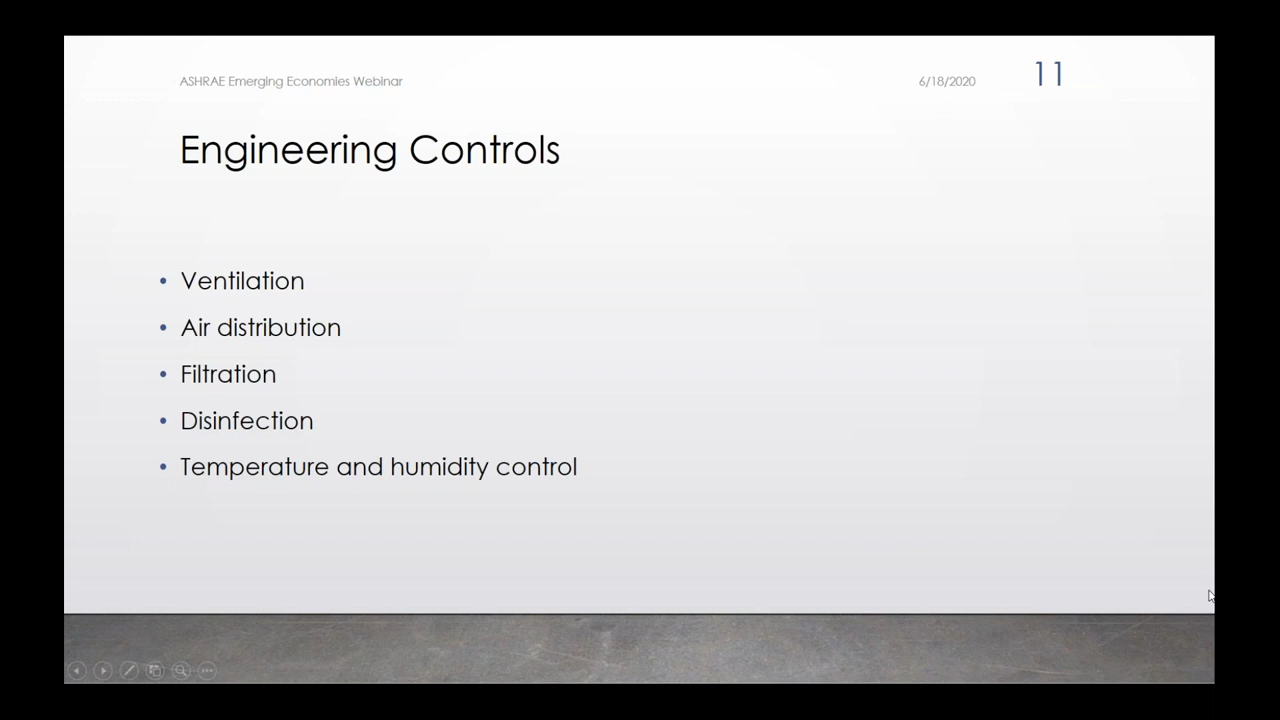 ASHRAE Emerging Economies Webinar
6/18/2020
11
Engineering Controls
• Ventilation
• Air distribution
• Filtration
• Disinfection
• Temperature and humidity control